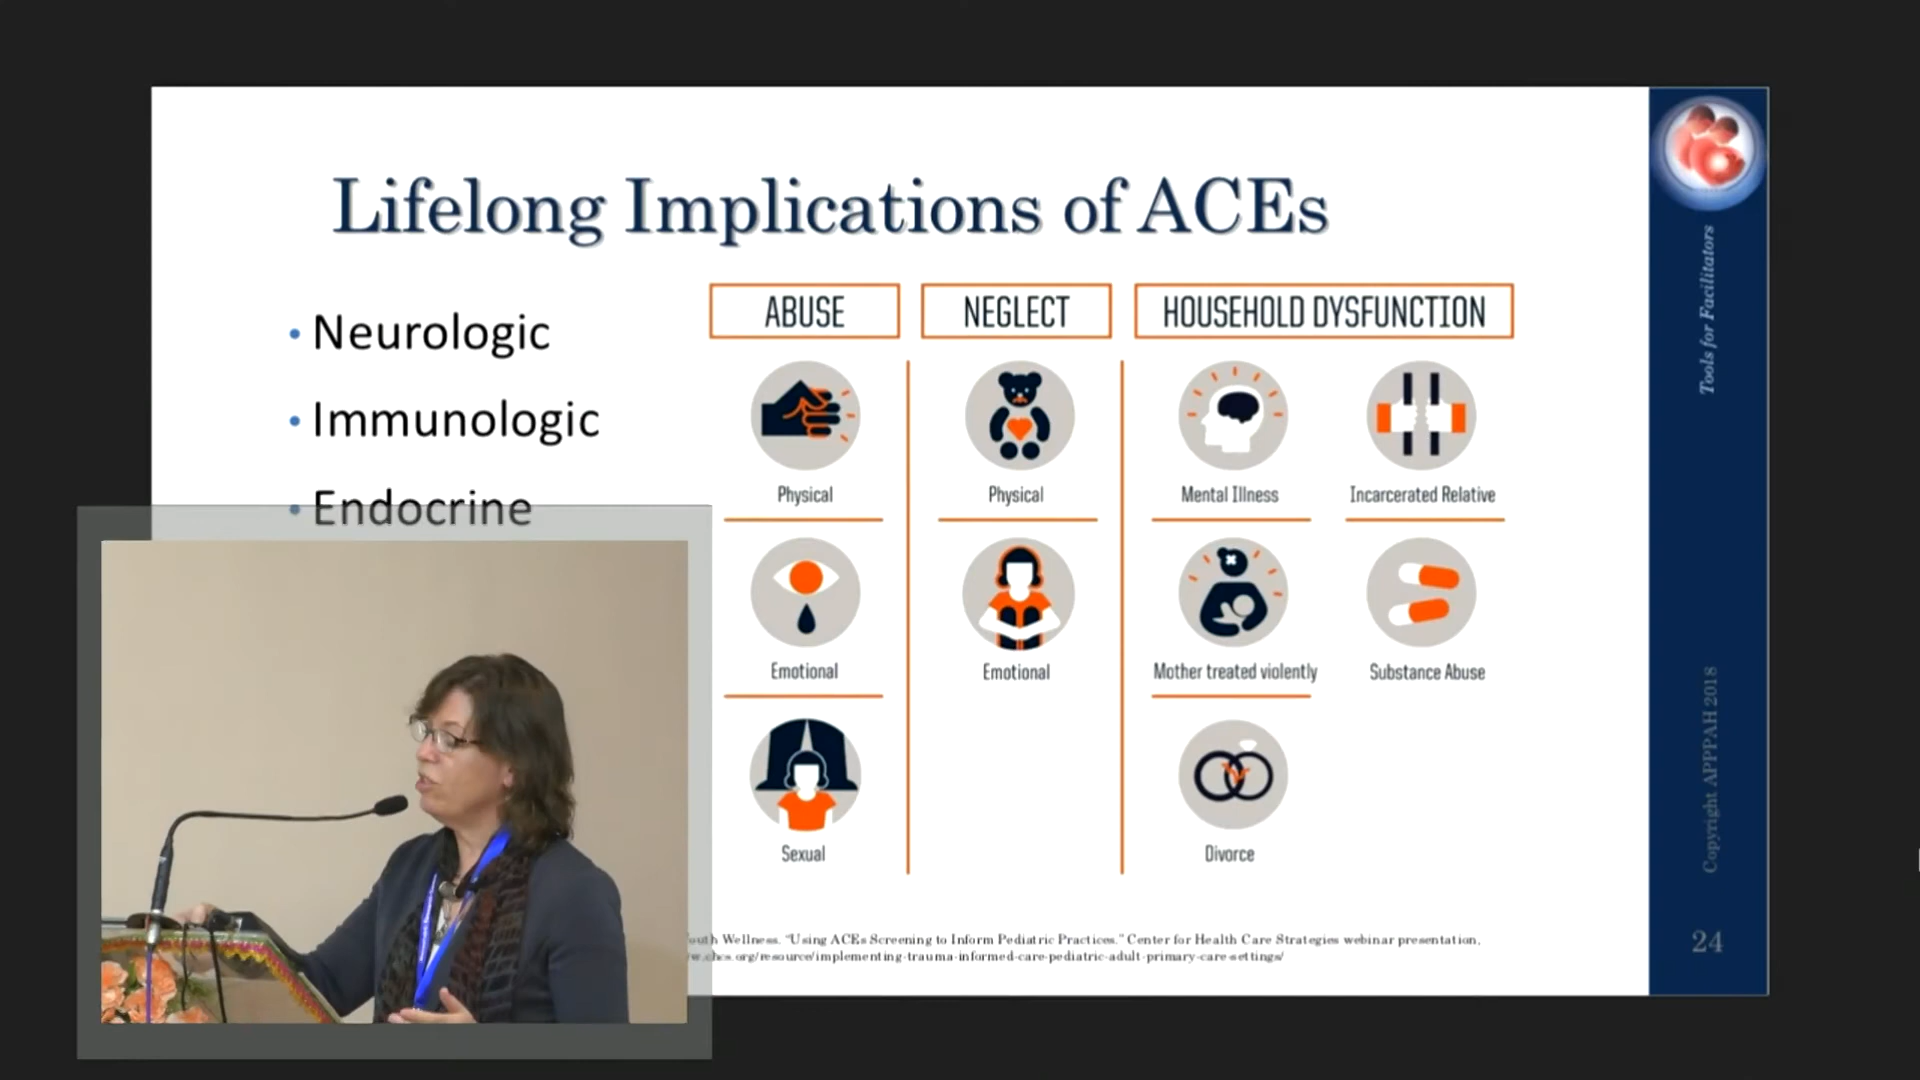 Lifelong Implications of ACEs
• Neurologic
• Immunologic
• Endocrine
ABUSE
Physical
Emotional
Sexual
NEGLECT
Physical
Emotional
HOUSEHOLD DYSFUNCTION
Mental Illness
Incarcerated Relative
Mother treated violently
Substance Abuse
Divorce
Wellness. "Using ACEs Screening to Inform Pediatric Practices." Center for Health Care Strategies webinar presentation,
.chcs.org/resource/implementing-trauma-informed-care-pediatric-adult-primary-care-settings/
Tools for Facilitators
Copyright APPPAH 2018
24